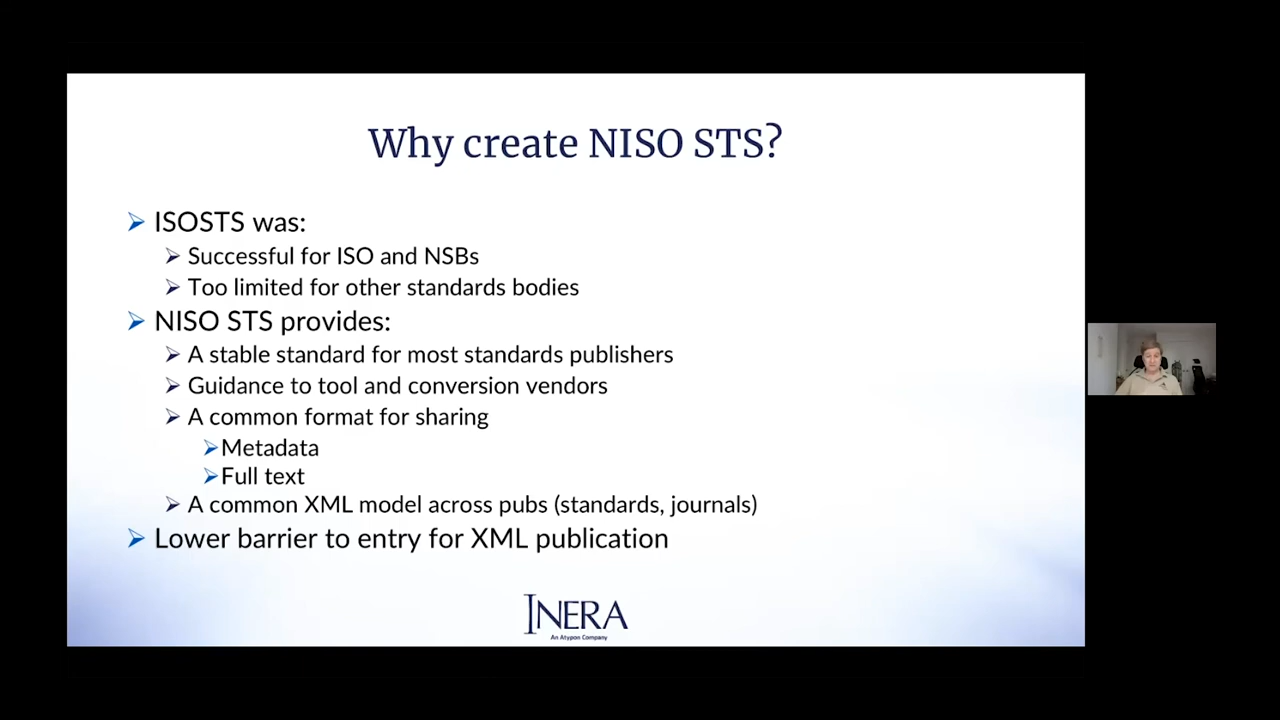 Why create NISO STS?
ISOSTS was:
Successful for ISO and NSBs
Too limited for other standards bodies
NISO STS provides:
A stable standard for most standards publishers
Guidance to tool and conversion vendors
A common format for sharing
Metadata
Full text
A common XML model across pubs (standards, journals)
Lower barrier to entry for XML publication
INERA
An Atypon Company